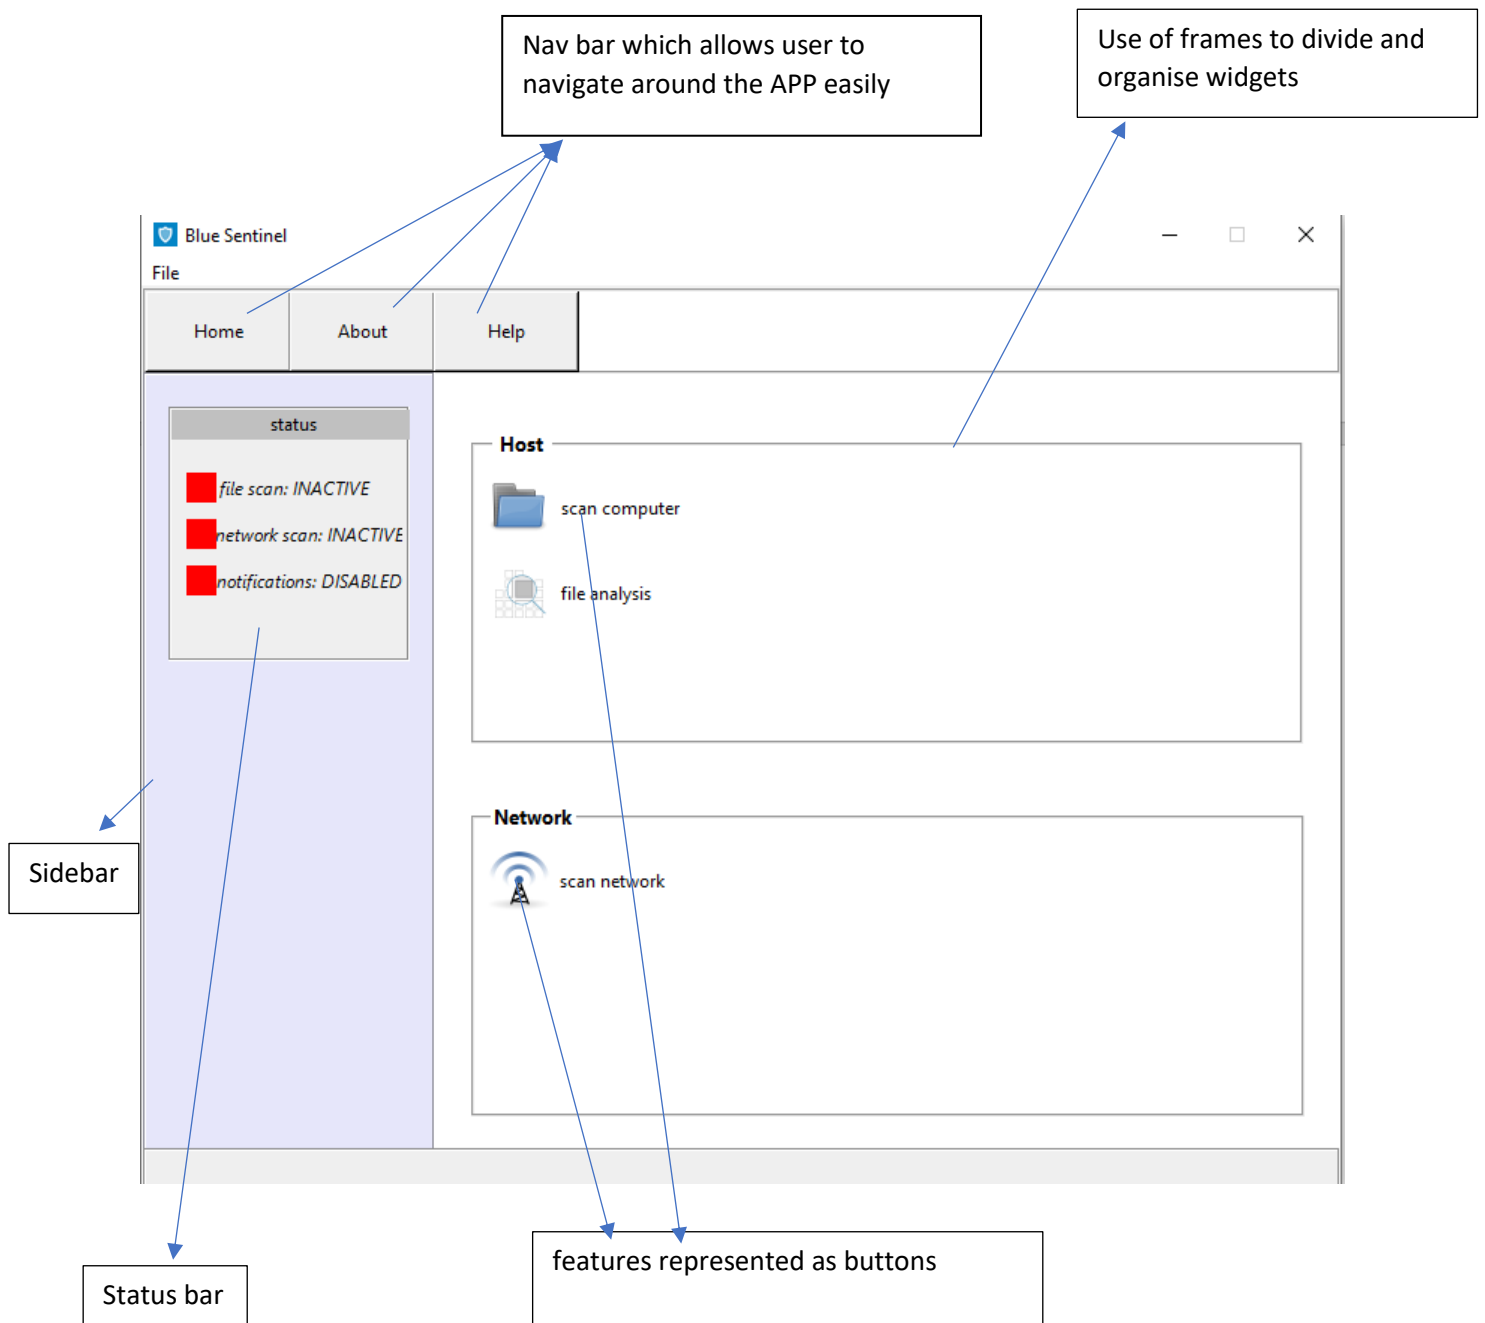 Nav bar which allows user to
navigate around the APP easily
Use of frames to divide and
organise widgets
Blue Sentinel
File
Home
About
Help
status
file scan: INACTIVE
network scan: INACTIVE
notifications: DISABLED
Host
scan computer
file analysis
Network
scan network
Sidebar
Status bar
features represented as buttons